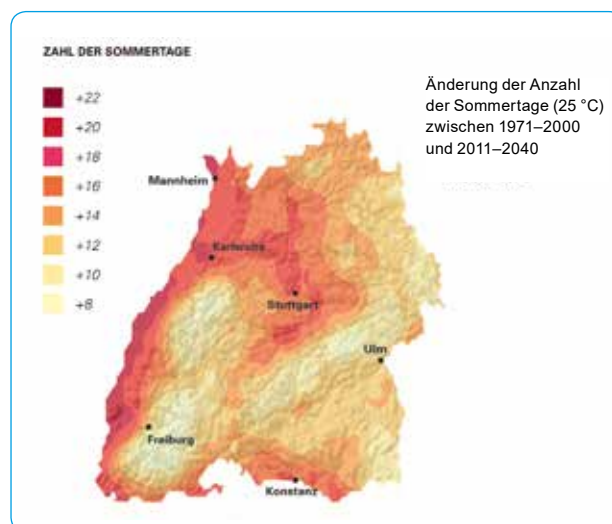 ZAHL DER SOMMERTAGE
+22
+20
+18
+16
+14
+12
+10
+8
Änderung der Anzahl
der Sommertage (25 °C)
zwischen 1971–2000
und 2011–2040
Mannheim
Karlsruhe
Stuttgart
Ulm
Freiburg
Konstanz